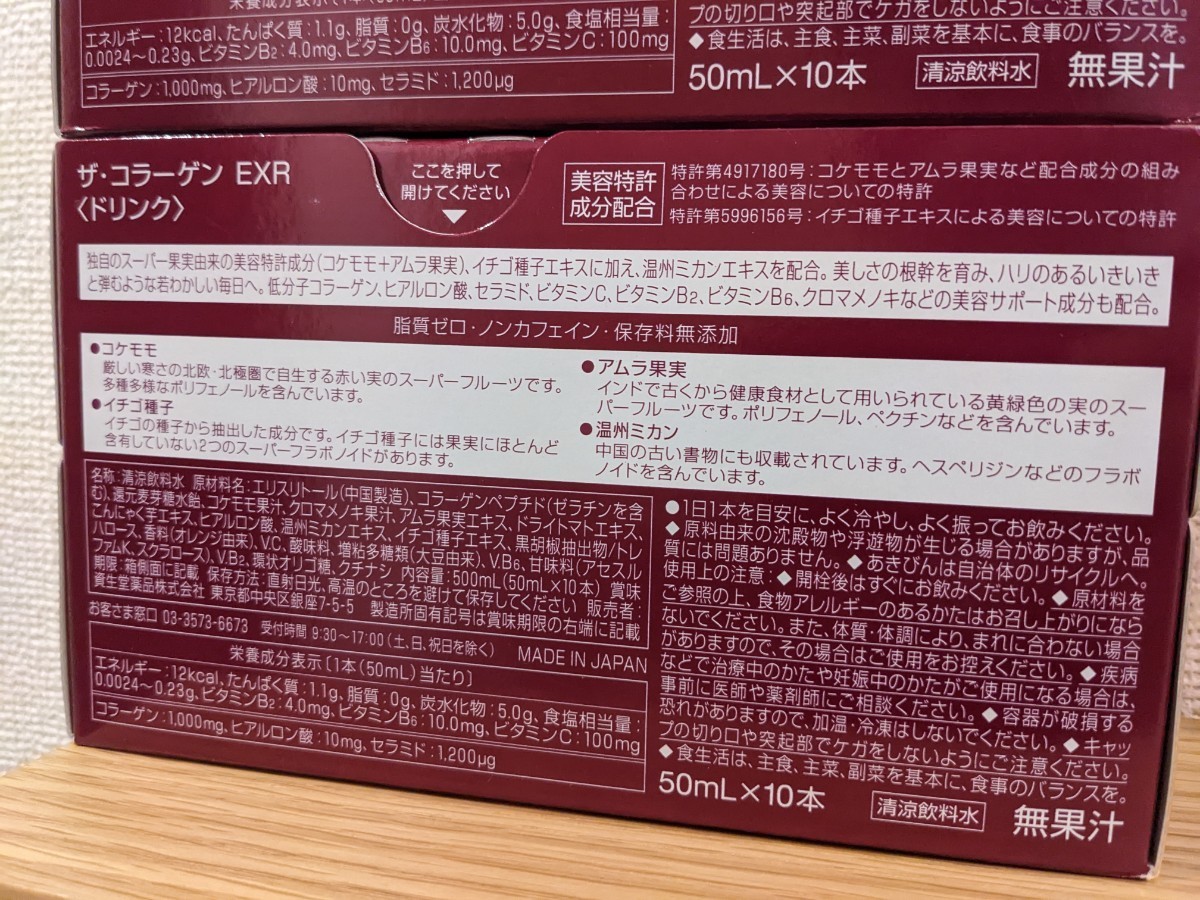 栄養成分表示〔1本(50mL)
エネルギー:12kcal、たんぱく質:1.1g、脂質:0g、炭水化物:5.0g、食塩相当量:
0.0024〜0.23g、ビタミンB2:4.0mg、ビタミンB6:10.0mg、ビタミンC:100mg
コラーゲン:1,000mg、ヒアルロン酸:10mg、セラミド:1,200μg
プの切り口や突起部でケガをしないようにご注意ください。
◆食生活は、主食、主菜、副菜を基本に、食事のバランスを。
50mL×10本 清涼飲料水 無果汁
ザ・コラーゲン EXR
〈ドリンク〉
ここを押して
開けてください
美容特許
成分配合
特許第4917180号:コケモモとアムラ果実など配合成分の組み
合わせによる美容についての特許
特許第5996156号:イチゴ種子エキスによる美容についての特許
独自のスーパー果実由来の美容特許成分(コケモモ+アムラ果実)、イチゴ種子エキスに加え、温州ミカンエキスを配合。美しさの根幹を育み、ハリのあるいきいき
と弾むような若わかしい毎日へ。低分子コラーゲン、ヒアルロン酸、セラミド、ビタミンC、ビタミンB2、ビタミンB6、クロマメノキなどの美容サポート成分も配合。
脂質ゼロ・ノンカフェイン・保存料無添加
●コケモモ
厳しい寒さの北欧・北極圏で自生する赤い実のスーパーフルーツです。
多種多様なポリフェノールを含んでいます。
●イチゴ種子
イチゴの種子から抽出した成分です。イチゴ種子には果実にほとんど
含有していない2つのスーパーフラボノイドがあります。
●アムラ果実
インドで古くから健康食材として用いられている黄緑色の実のスー
パーフルーツです。ポリフェノール、ペクチンなどを含んでいます。
●温州ミカン
中国の古い書物にも収載されています。ヘスペリジンなどのフラボ
ノイドを含んでいます。
名称:清涼飲料水 原材料名:エリスリトール(中国製造)、コラーゲンペプチド(ゼラチンを含
む)、還元麦芽糖水飴、コケモモ果汁、クロマメノキ果汁、アムラ果実エキス、ドライトマトエキス、
こんにゃく芋エキス、ヒアルロン酸、温州ミカンエキス、イチゴ種子エキス、黒胡椒抽出物/トレ
ハロース、香料(オレンジ由来)、V.C、酸味料、増粘多糖類(大豆由来)、V.B6、甘味料(アセスル
ファムK、スクラロース)、V.B2、環状オリゴ糖、クチナシ 内容量:500mL(50mL×10本) 賞味
期限:箱側面に記載 保存方法:直射日光、高温のところを避けて保存してください 販売者:
資生堂薬品株式会社 東京都中央区銀座7-5-5 製造所固有記号は賞味期限の右端に記載
お客さま窓口 03-3573-6673 受付時間 9:30〜17:00(土、日、祝日を除く) MADE IN JAPAN
栄養成分表示〔1本(50mL)当たり〕
エネルギー:12kcal、たんぱく質:1.1g、脂質:0g、炭水化物:5.0g、食塩相当量:
0.0024〜0.23g、ビタミンB2:4.0mg、ビタミンB6:10.0mg、ビタミンC:100mg
コラーゲン:1,000mg、ヒアルロン酸:10mg、セラミド:1,200μg
●1日1本を目安に、よく冷やし、よく振ってお飲みください。
◆原料由来の沈殿物や浮遊物が生じる場合がありますが、品
質には問題ありません。◆あきびんは自治体のリサイクルへ。
使用上の注意:◆開栓後はすぐにお飲みください。◆原材料を
ご参照の上、食物アレルギーのあるかたはお召し上がりになら
ないでください。また、体質・体調により、まれに合わない場合
がありますので、その場合はご使用をお控えください。◆疾病
などで治療中のかたや妊娠中のかたがご使用になる場合は、
事前に医師や薬剤師にご相談ください。◆容器が破損する
恐れがありますので、加温・冷凍はしないでください。◆キャッ
プの切り口や突起部でケガをしないようにご注意ください。
◆食生活は、主食、主菜、副菜を基本に、食事のバランスを。
50mL×10本 清涼飲料水 無果汁